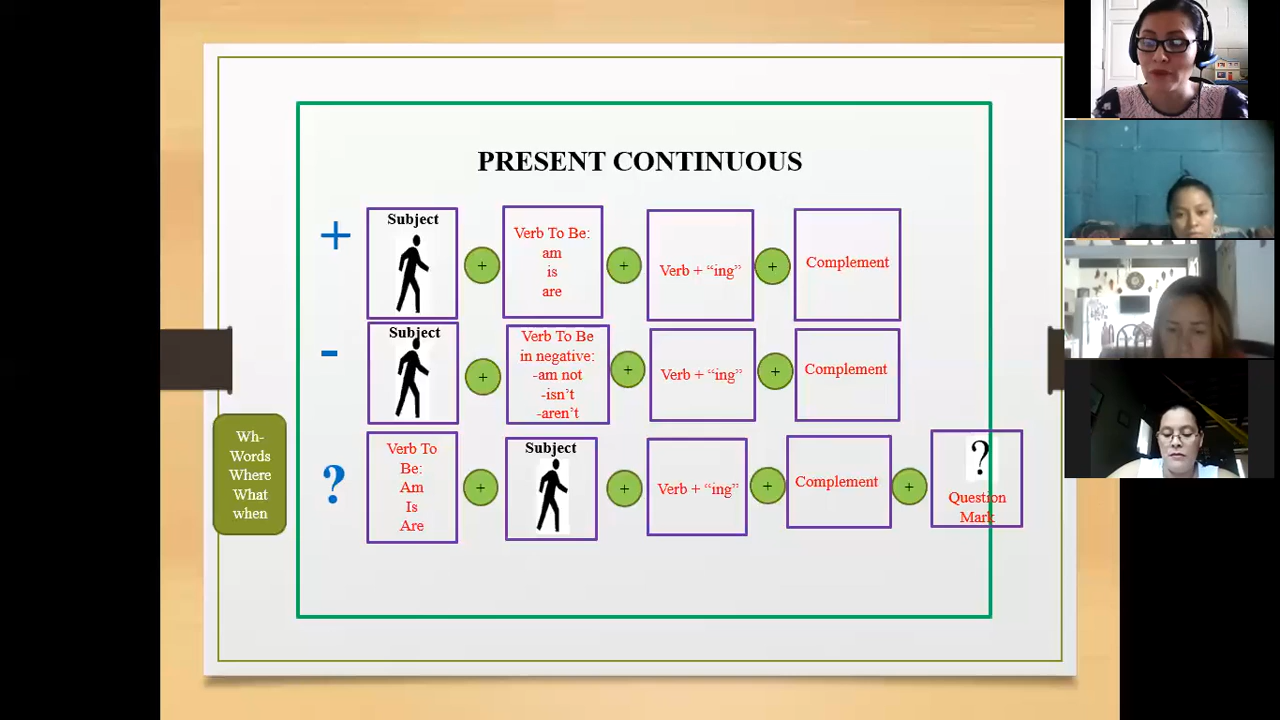 PRESENT CONTINUOUS
+
Subject
+
Verb To Be:
am
is
are
+
Verb + “ing”
+
Complement
-
Subject
+
Verb To Be
in negative:
-am not
-isn’t
-aren’t
+
Verb + “ing”
+
Complement
Wh-
Words
Where
What
when
?
Verb To
Be:
Am
Is
Are
+
Subject
+
Verb + “ing”
+
Complement
+
?
Question
Mark